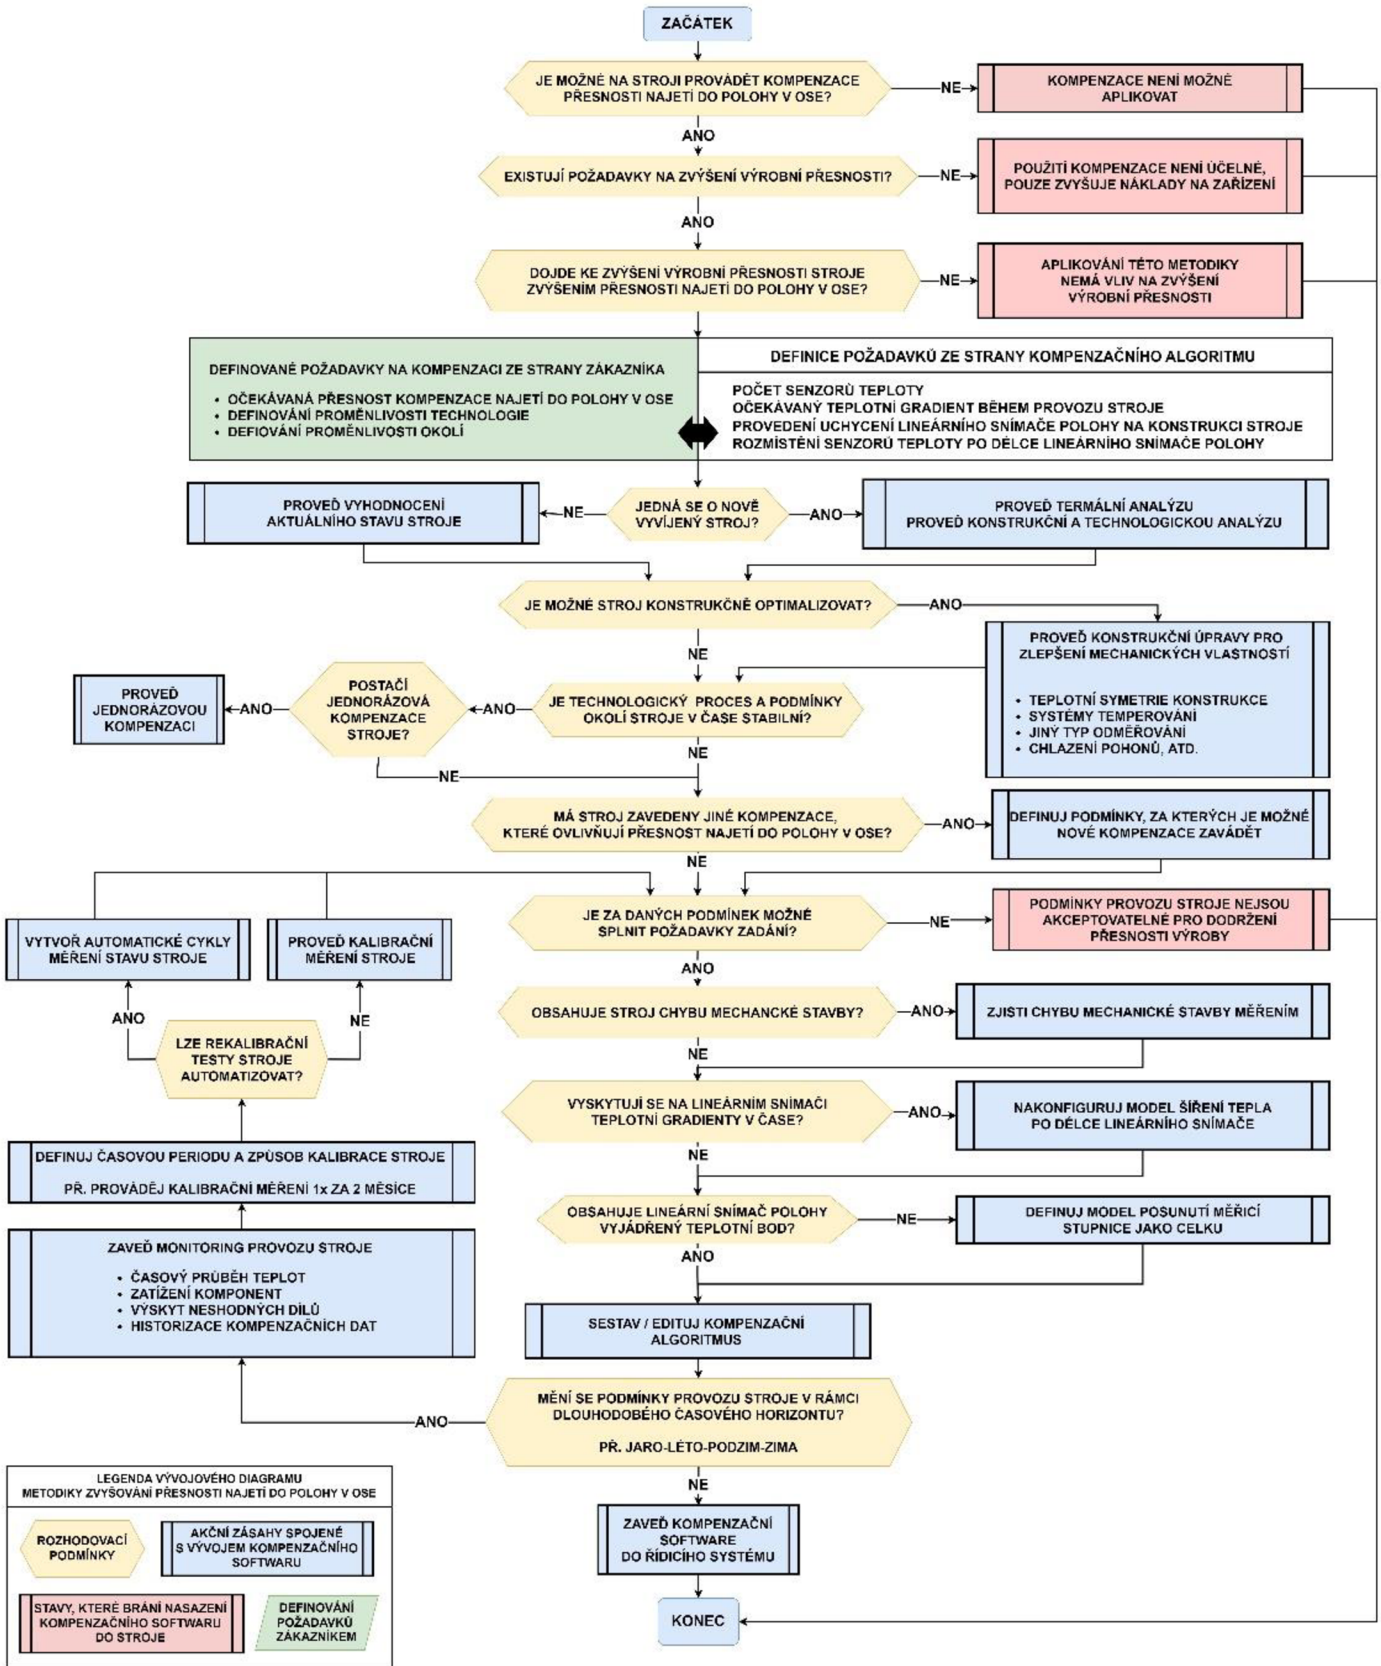 ZAČÁTEK
JE MOŽNÉ NA STROJI PROVÁDĚT KOMPENZACE
PŘESNOSTI NAJETÍ DO POLOHY V OSE?
NE
KOMPENZACE NENÍ MOŽNÉ
APLIKOVAT
ANO
EXISTUJÍ POŽADAVKY NA ZVÝŠENÍ VÝROBNÍ PŘESNOSTI?
NE
POUŽITÍ KOMPENZACE NENÍ ÚČELNÉ,
POUZE ZVYŠUJE NÁKLADY NA ZAŘÍZENÍ
ANO
DOJDE KE ZVÝŠENÍ VÝROBNÍ PŘESNOSTI STROJE
ZVÝŠENÍM PŘESNOSTI NAJETÍ DO POLOHY V OSE?
NE
APLIKOVÁNÍ TÉTO METODIKY
NEMÁ VLIV NA ZVÝŠENÍ
VÝROBNÍ PŘESNOSTI
DEFINOVANÉ POŽADAVKY NA KOMPENZACI ZE STRANY ZÁKAZNÍKA
• OČEKÁVANÁ PŘESNOST KOMPENZACE NAJETÍ DO POLOHY V OSE
• DEFINOVÁNÍ PROMĚNLIVOSTI TECHNOLOGIE
• DEFIOVÁNÍ PROMĚNLIVOSTI OKOLÍ
DEFINICE POŽADAVKŮ ZE STRANY KOMPENZAČNÍHO ALGORITMU
POČET SENZORŮ TEPLOTY
OČEKÁVANÝ TEPLOTNÍ GRADIENT BĚHEM PROVOZU STROJE
PROVEDENÍ UCHYCENÍ LINEÁRNÍHO SNÍMAČE POLOHY NA KONSTRUKCI STROJE
ROZMÍSTĚNÍ SENZORŮ TEPLOTY PO DÉLCE LINEÁRNÍHO SNÍMAČE POLOHY
PROVEĎ VYHODNOCENÍ
AKTUÁLNÍHO STAVU STROJE
NE
JEDNÁ SE O NOVĚ
VYVÍJENÝ STROJ?
ANO
PROVEĎ TERMÁLNÍ ANALÝZU
PROVEĎ KONSTRUKČNÍ A TECHNOLOGICKOU ANALÝZU
JE MOŽNÉ STROJ KONSTRUKČNĚ OPTIMALIZOVAT?
ANO
NE
PROVEĎ KONSTRUKČNÍ ÚPRAVY PRO
ZLEPŠENÍ MECHANICKÝCH VLASTNOSTÍ
• TEPLOTNÍ SYMETRIE KONSTRUKCE
• SYSTÉMY TEMPEROVÁNÍ
• JINÝ TYP ODMĚŘOVÁNÍ
• CHLAZENÍ POHONŮ, ATD.
PROVEĎ
JEDNORÁZOVOU
KOMPENZACI
ANO
POSTAČÍ
JEDNORÁZOVÁ
KOMPENZACE
STROJE?
ANO
JE TECHNOLOGICKÝ PROCES A PODMÍNKY
OKOLÍ STROJE V ČASE STABILNÍ?
NE
NE
MÁ STROJ ZAVEDENY JINÉ KOMPENZACE,
KTERÉ OVLIVŇUJÍ PŘESNOST NAJETÍ DO POLOHY V OSE?
ANO
DEFINUJ PODMÍNKY, ZA KTERÝCH JE MOŽNÉ
NOVÉ KOMPENZACE ZAVÁDĚT
NE
JE ZA DANÝCH PODMÍNEK MOŽNÉ
SPLNIT POŽADAVKY ZADÁNÍ?
NE
PODMÍNKY PROVOZU STROJE NEJSOU
AKCEPTOVATELNÉ PRO DODRŽENÍ
PŘESNOSTI VÝROBY
VYTVOŘ AUTOMATICKÉ CYKLY
MĚŘENÍ STAVU STROJE
PROVEĎ KALIBRAČNÍ
MĚŘENÍ STROJE
ANO
OBSAHUJE STROJ CHYBU MECHANCKÉ STAVBY?
ANO
ZJISTI CHYBU MECHANICKÉ STAVBY MĚŘENÍM
ANO
NE
LZE REKALIBRAČNÍ
TESTY STROJE
AUTOMATIZOVAT?
NE
VYSKYTUJÍ SE NA LINEÁRNÍM SNÍMAČI
TEPLOTNÍ GRADIENTY V ČASE?
ANO
NAKONFIGURUJ MODEL ŠÍŘENÍ TEPLA
PO DÉLCE LINEÁRNÍHO SNÍMAČE
DEFINUJ ČASOVOU PERIODU A ZPŮSOB KALIBRACE STROJE
PŘ. PROVÁDĚJ KALIBRAČNÍ MĚŘENÍ 1x ZA 2 MĚSÍCE
NE
OBSAHUJE LINEÁRNÍ SNÍMAČ POLOHY
VYJÁDŘENÝ TEPLOTNÍ BOD?
NE
DEFINUJ MODEL POSUNUTÍ MĚŘICÍ
STUPNICE JAKO CELKU
ZAVEĎ MONITORING PROVOZU STROJE
• ČASOVÝ PRŮBĚH TEPLOT
• ZATÍŽENÍ KOMPONENT
• VÝSKYT NESHODNÝCH DÍLŮ
• HISTORIZACE KOMPENZAČNÍCH DAT
ANO
SESTAV / EDITUJ KOMPENZAČNÍ
ALGORITMUS
MĚNÍ SE PODMÍNKY PROVOZU STROJE V RÁMCI
DLOUHODOBÉHO ČASOVÉHO HORIZONTU?
PŘ. JARO-LÉTO-PODZIM-ZIMA
ANO
NE
ZAVEĎ KOMPENZAČNÍ
SOFTWARE
DO ŘÍDICÍHO SYSTÉMU
KONEC
LEGENDA VÝVOJOVÉHO DIAGRAMU
METODIKY ZVYŠOVÁNÍ PŘESNOSTI NAJETÍ DO POLOHY V OSE
ROZHODOVACÍ
PODMÍNKY
AKČNÍ ZÁSAHY SPOJENÉ
S VÝVOJEM KOMPENZAČNÍHO
SOFTWARU
STAVY, KTERÉ BRÁNÍ NASAZENÍ
KOMPENZAČNÍHO SOFTWARU
DO STROJE
DEFINOVÁNÍ
POŽADAVKŮ
ZÁKAZNÍKEM